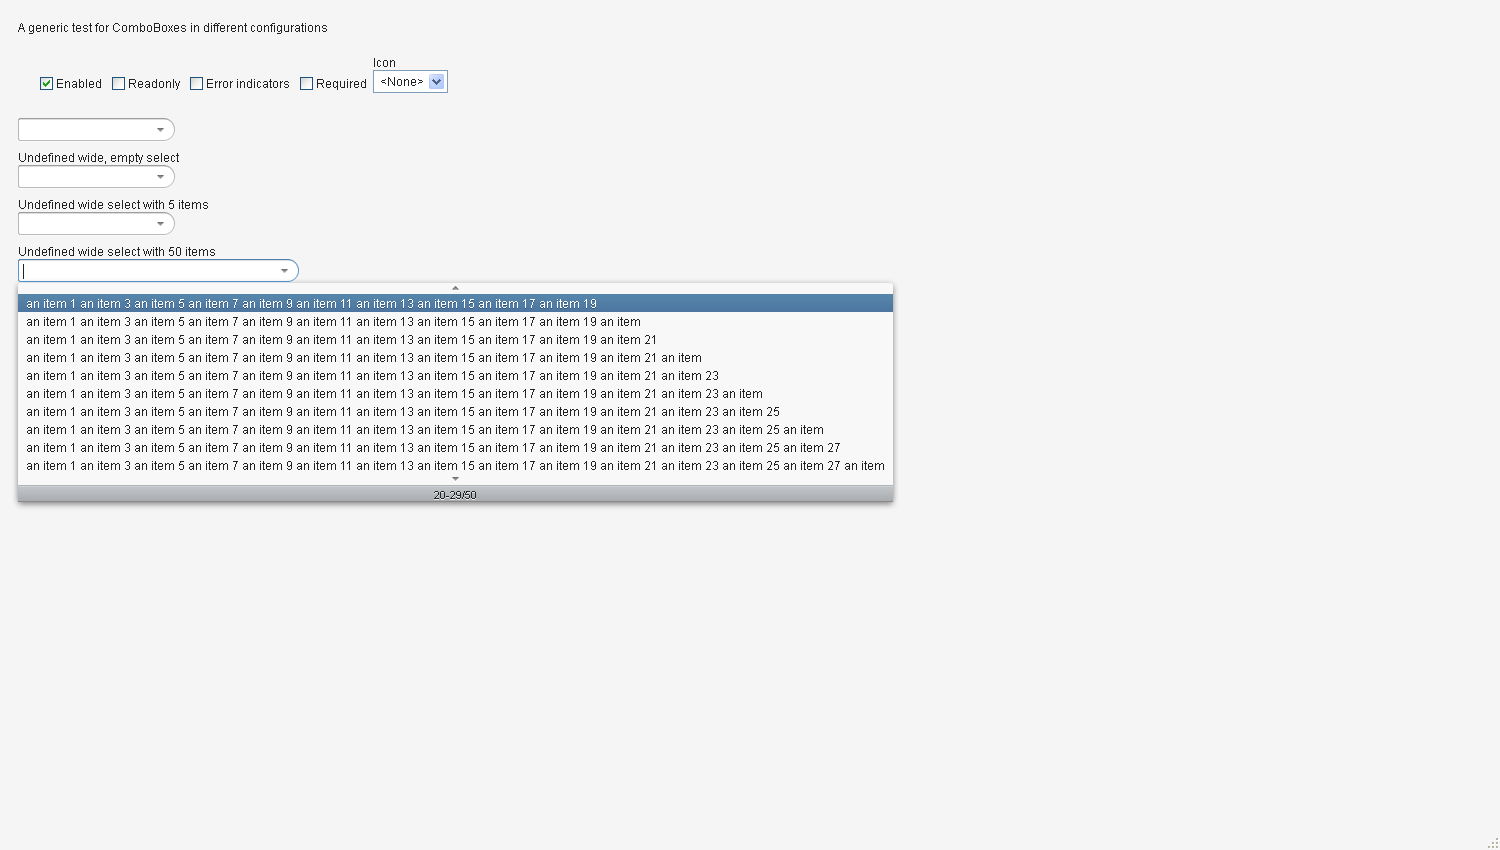 A generic test for ComboBoxes in different configurations
Icon
Enabled Readonly Error indicators Required <None>
Undefined wide, empty select
Undefined wide select with 5 items
Undefined wide select with 50 items
an item 1 an item 3 an item 5 an item 7 an item 9 an item 11 an item 13 an item 15 an item 17 an item 19
an item 1 an item 3 an item 5 an item 7 an item 9 an item 11 an item 13 an item 15 an item 17 an item 19 an item
an item 1 an item 3 an item 5 an item 7 an item 9 an item 11 an item 13 an item 15 an item 17 an item 19 an item 21
an item 1 an item 3 an item 5 an item 7 an item 9 an item 11 an item 13 an item 15 an item 17 an item 19 an item 21 an item
an item 1 an item 3 an item 5 an item 7 an item 9 an item 11 an item 13 an item 15 an item 17 an item 19 an item 21 an item 23
an item 1 an item 3 an item 5 an item 7 an item 9 an item 11 an item 13 an item 15 an item 17 an item 19 an item 21 an item 23 an item
an item 1 an item 3 an item 5 an item 7 an item 9 an item 11 an item 13 an item 15 an item 17 an item 19 an item 21 an item 23 an item 25
an item 1 an item 3 an item 5 an item 7 an item 9 an item 11 an item 13 an item 15 an item 17 an item 19 an item 21 an item 23 an item 25 an item
an item 1 an item 3 an item 5 an item 7 an item 9 an item 11 an item 13 an item 15 an item 17 an item 19 an item 21 an item 23 an item 25 an item 27
an item 1 an item 3 an item 5 an item 7 an item 9 an item 11 an item 13 an item 15 an item 17 an item 19 an item 21 an item 23 an item 25 an item 27 an item
20-29/50